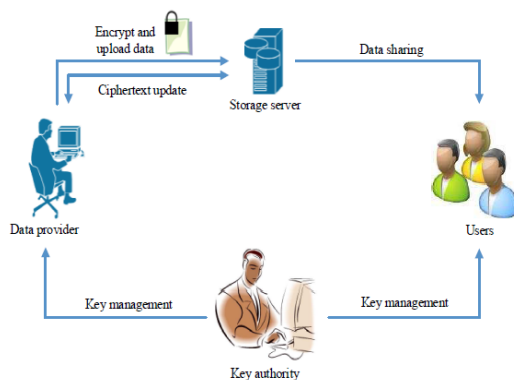 Encrypt and
upload data
Data sharing
Ciphertext update
Storage server
Data provider
Users
Key management
Key management
Key authority